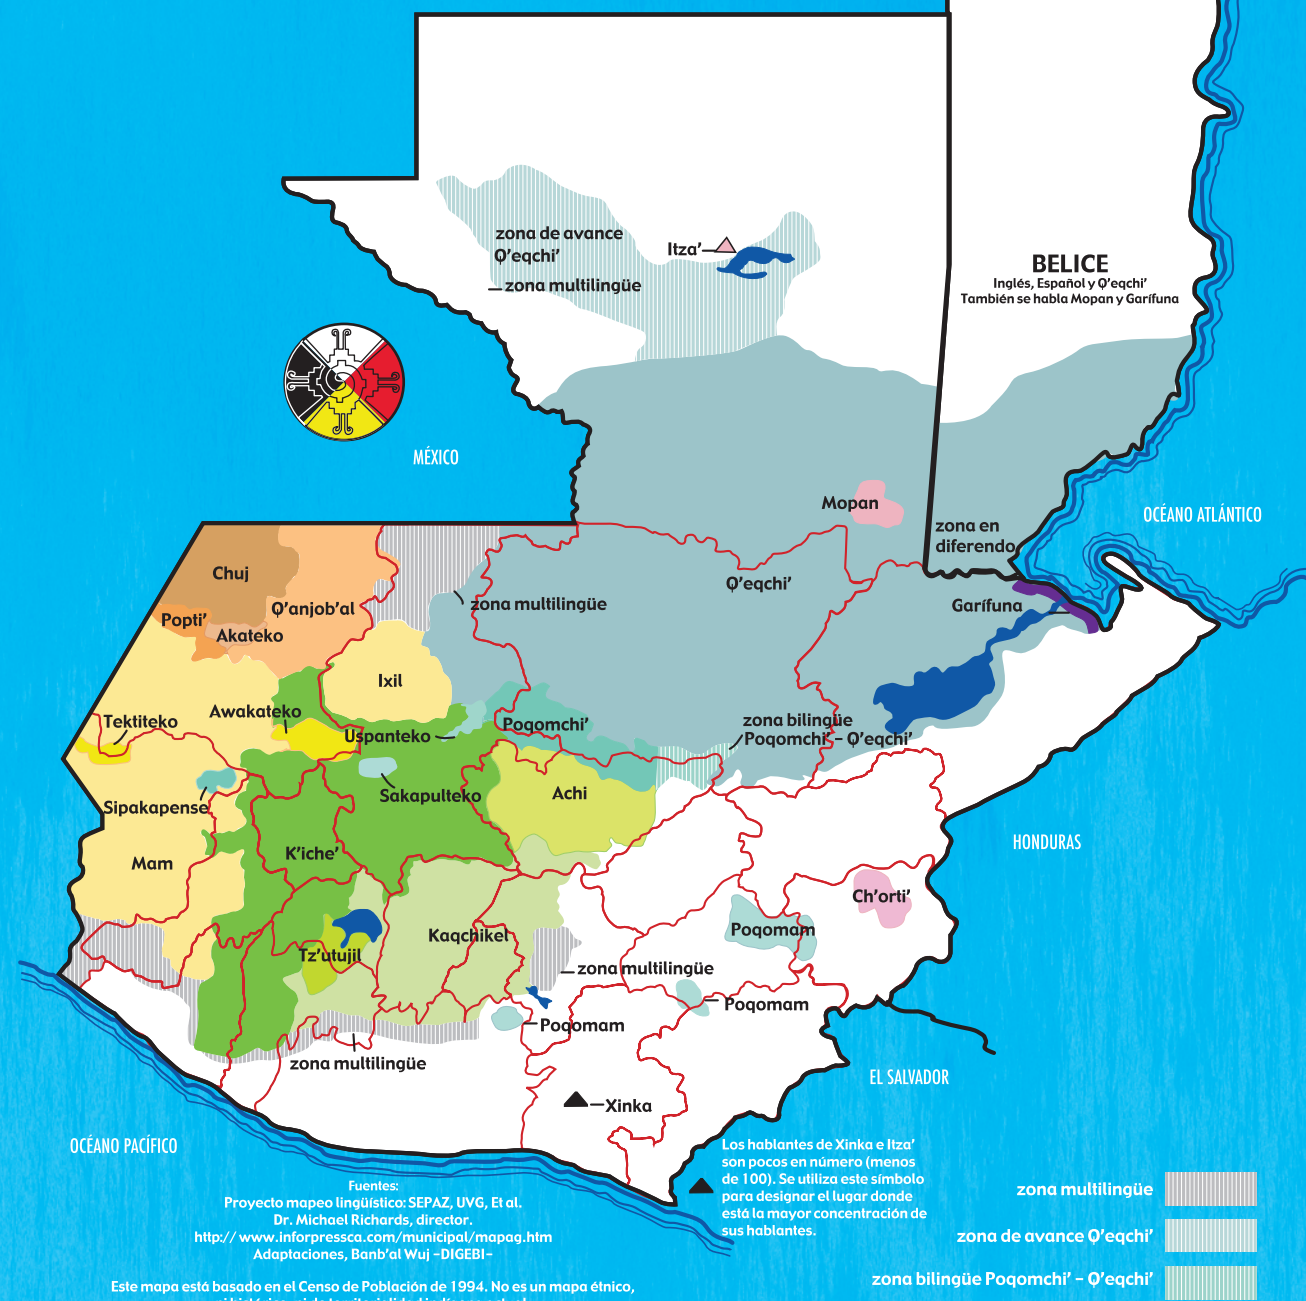 zona de avance
Q'eqchi'
zona multilingüe
Itza'
BELICE
Inglés, Español y Q'eqchi'
También se habla Mopan y Garífuna
MÉXICO
Mopan
OCÉANO ATLÁNTICO
zona en
diferendo
Chuj
Q'anjob'al
Popti'
Akateko
zona multilingüe
Q'eqchi'
Garífuna
Ixil
Tektiteko
Awakateko
Uspanteko
Poqomchi'
zona bilingüe
Poqomchi' - Q'eqchi'
Sipakapense
Sakapulteko
Achi
Mam
K'iche'
HONDURAS
Ch'orti'
Poqomam
Kaqchikel
Tz'utujil
zona multilingüe
Poqomam
Poqomam
zona multilingüe
EL SALVADOR
Xinka
OCÉANO PACÍFICO
Los hablantes de Xinka e Itza'
son pocos en número (menos
de 100). Se utiliza este símbolo
para designar el lugar donde
está la mayor concentración de
sus hablantes.
Fuentes:
Proyecto mapeo lingüístico: SEPAZ, UVG, Et al.
Dr. Michael Richards, director.
http:// www.inforpressca.com/municipal/mapag.htm
Adaptaciones, Banb'al Wuj -DIGEBI-
zona multilingüe
zona de avance Q'eqchi'
zona bilingüe Poqomchi' - Q'eqchi'
Este mapa está basado en el Censo de Población de 1994. No es un mapa étnico,